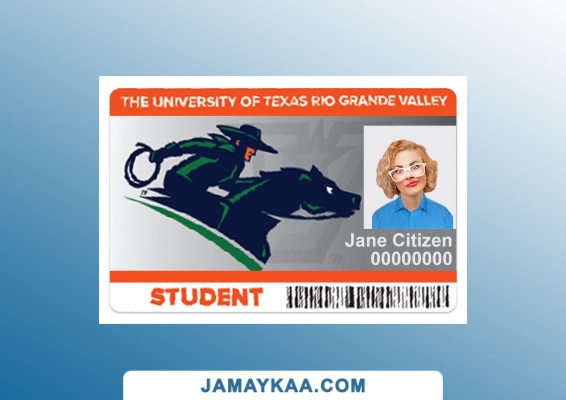 THE UNIVERSITY OF TEXAS RIO GRANDE VALLEY
Jane Citizen
00000000
STUDENT
JAMAYKAA.COM